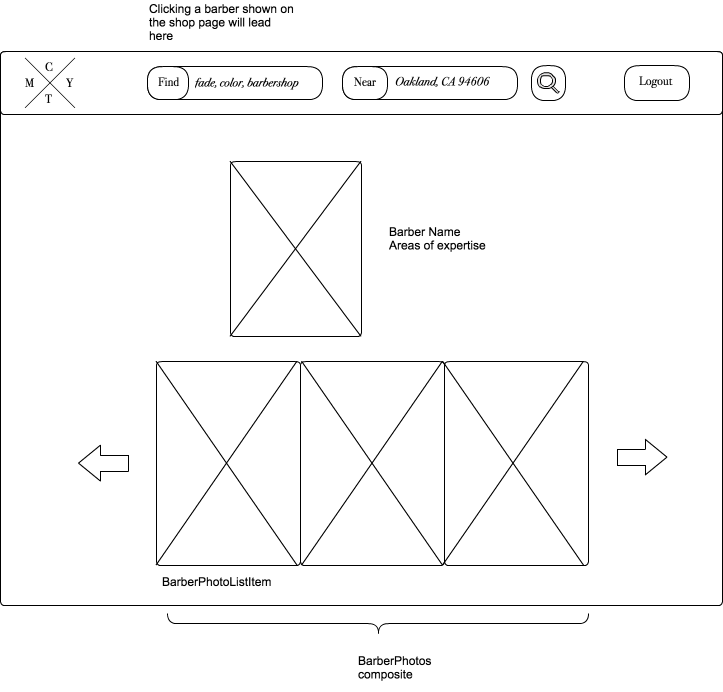 Clicking a barber shown on
the shop page will lead
here
C
M Y
T
Find fade, color, barbershop Near Oakland, CA 94606 Logout
Barber Name
Areas of expertise
BarberPhotoListItem
BarberPhotos
composite